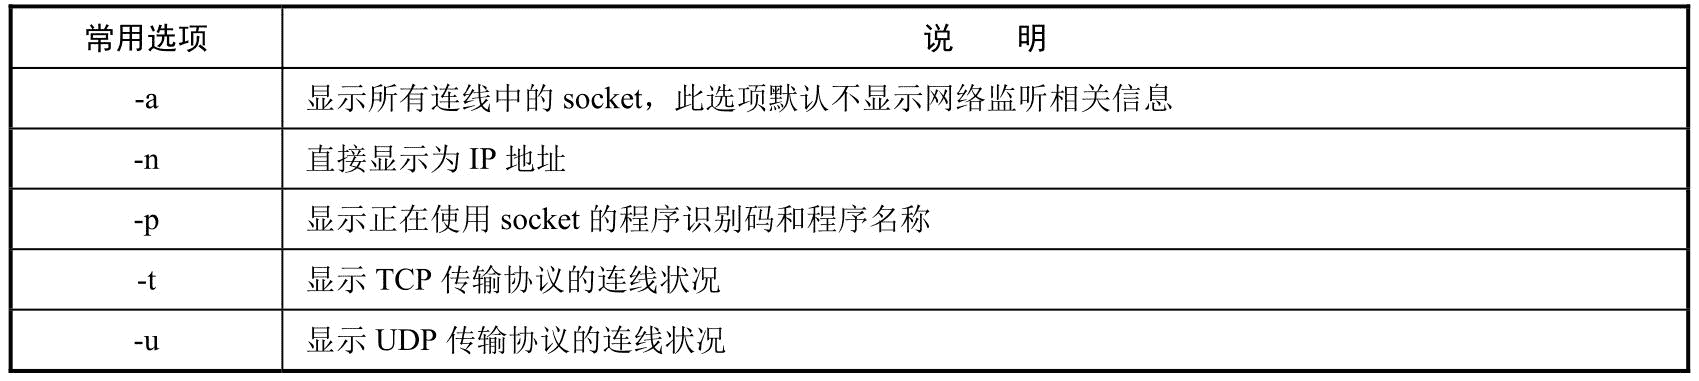 常用选项 说 明
-a 显示所有连线中的 socket，此选项默认不显示网络监听相关信息
-n 直接显示为 IP 地址
-p 显示正在使用 socket 的程序识别码和程序名称
-t 显示 TCP 传输协议的连线状况
-u 显示 UDP 传输协议的连线状况